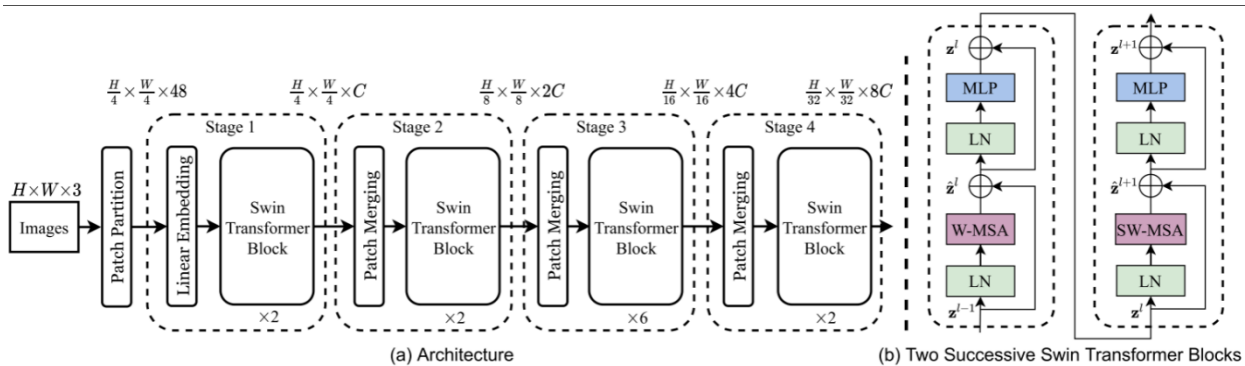 H/4 × W/4 × 48
H/4 × W/4 × C
H/8 × W/8 × 2C
H/16 × W/16 × 4C
H/32 × W/32 × 8C
Stage 1
Stage 2
Stage 3
Stage 4
H×W×3
Images
Patch Partition
Linear Embedding
Swin
Transformer
Block
×2
Patch Merging
Swin
Transformer
Block
×2
Patch Merging
Swin
Transformer
Block
×6
Patch Merging
Swin
Transformer
Block
×2
(a) Architecture
z^l
MLP
LN
ẑ^l
W-MSA
LN
z^{l-1}
z^{l+1}
MLP
LN
ẑ^{l+1}
SW-MSA
LN
z^l
(b) Two Successive Swin Transformer Blocks